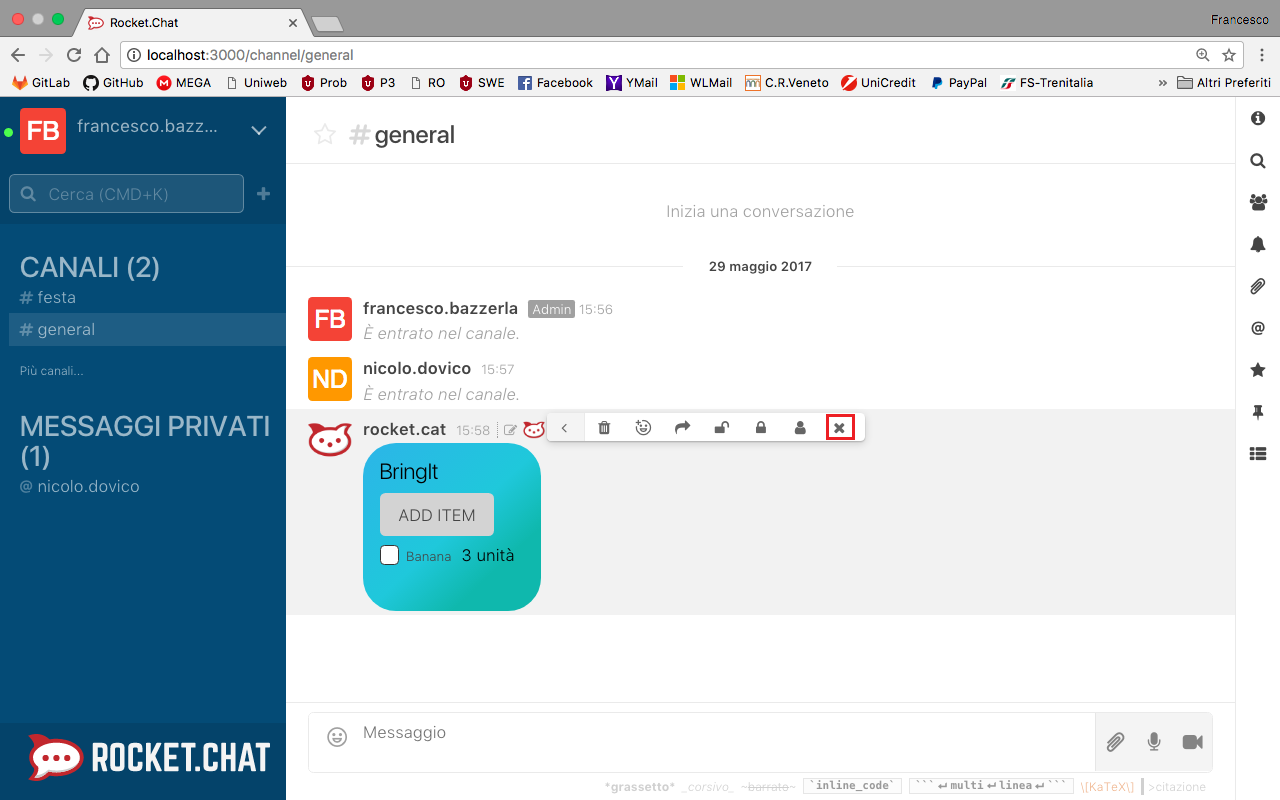 Rocket.Chat
Francesco
localhost:3000/channel/general
GitLab GitHub MEGA Uniweb Prob P3 RO SWE Facebook YMail WLMail C.R.Veneto UniCredit PayPal FS-Trenitalia » Altri Preferiti
FB francesco.bazz...
Cerca (CMD+K)
CANALI (2)
# festa
# general
Più canali...
MESSAGGI PRIVATI
(1)
@ nicolo.dovico
ROCKET.CHAT
#general
Inizia una conversazione
29 maggio 2017
FB francesco.bazzerla Admin 15:56
È entrato nel canale.
ND nicolo.dovico 15:57
È entrato nel canale.
rocket.cat 15:58
BringIt
ADD ITEM
Banana 3 unità
Messaggio
*grassetto* _corsivo_ ~barrato~ `inline_code` ```↵multi↵linea↵``` \[KaTeX\] >citazione